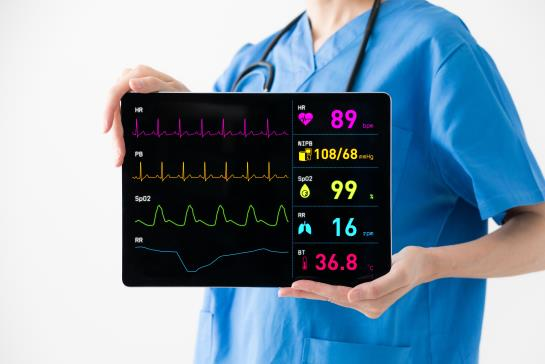 HR
PB
SpO2
RR
HR
89 bpm
NIPB
108/68 mmHg
SpO2
99 %
RR
16 rpm
BT
36.8 °C